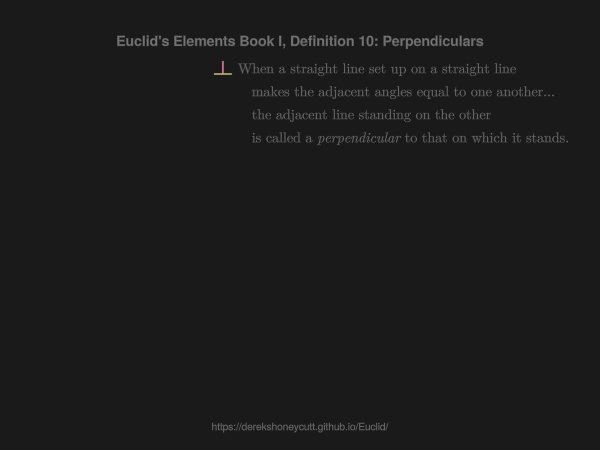 Euclid's Elements Book I, Definition 10: Perpendiculars
When a straight line set up on a straight line
makes the adjacent angles equal to one another...
the adjacent line standing on the other
is called a perpendicular to that on which it stands.
https://derekshoneycutt.github.io/Euclid/